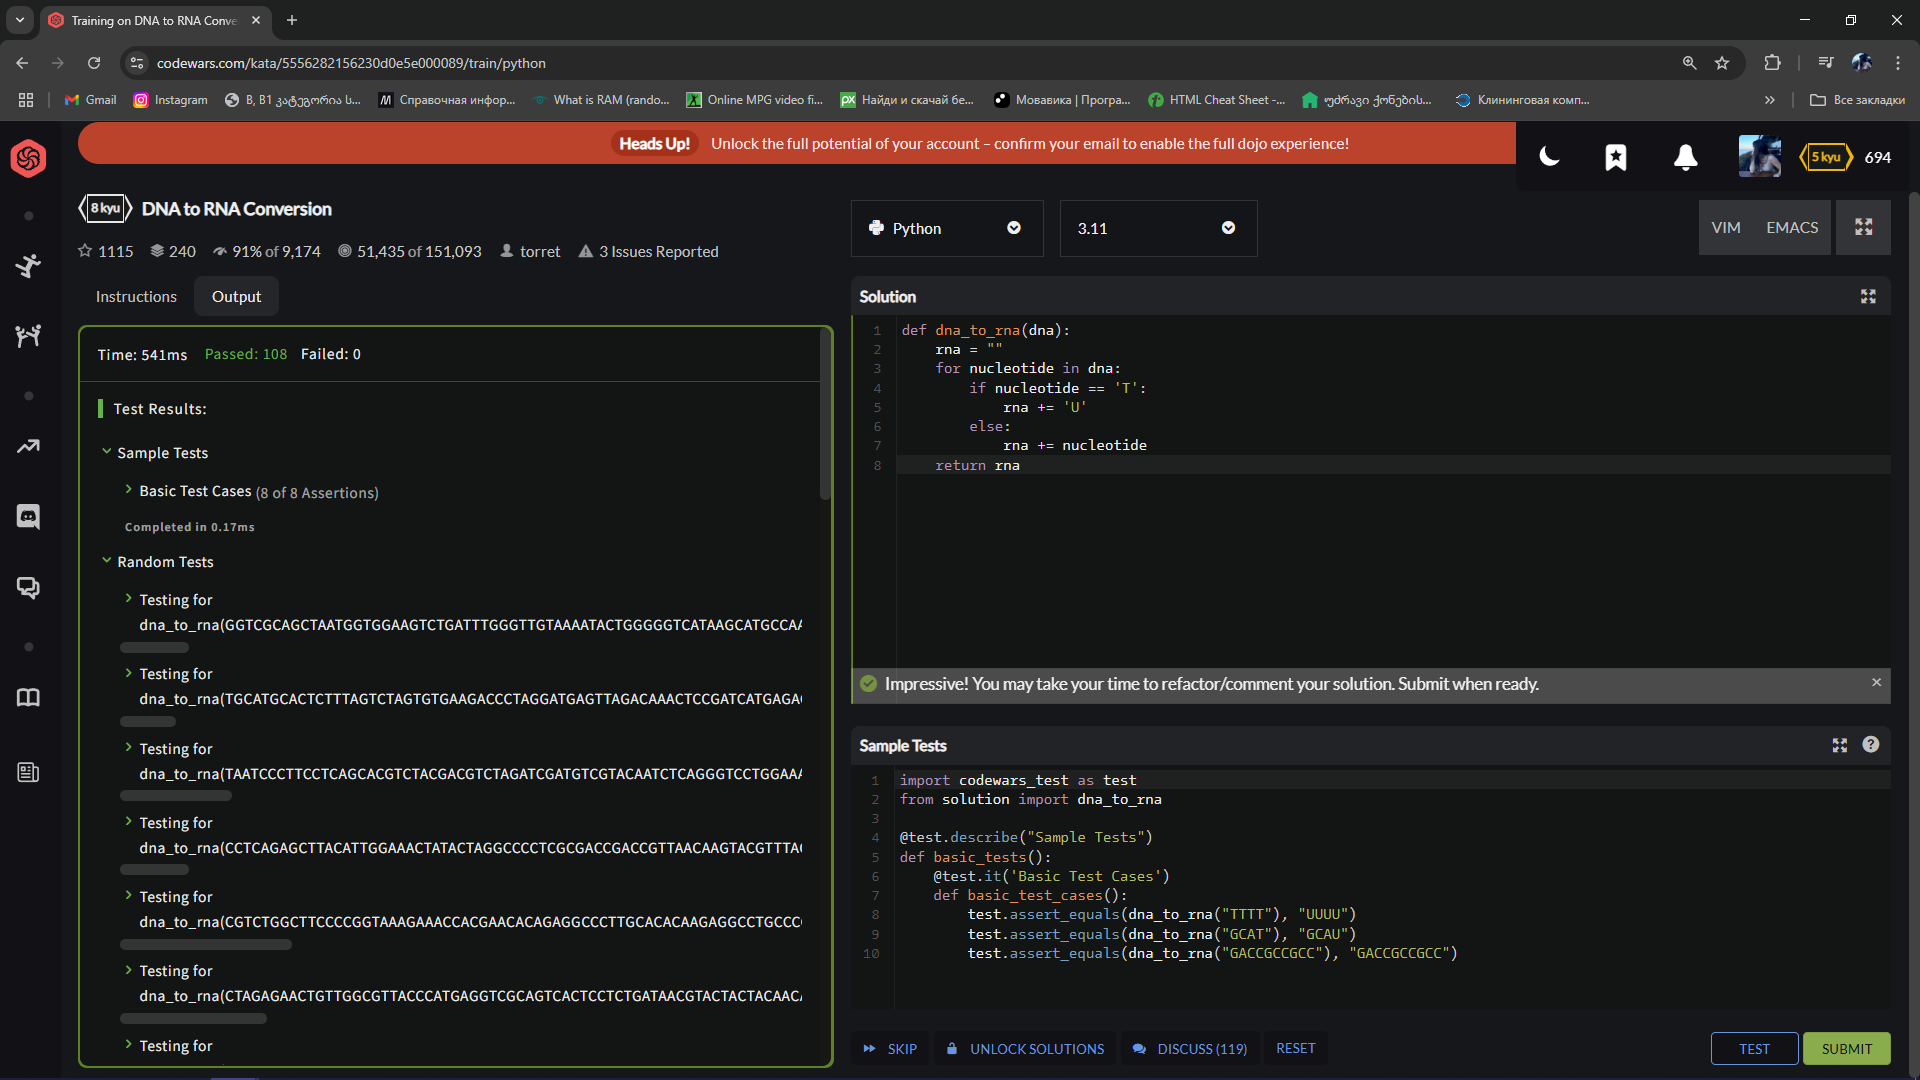 Training on DNA to RNA Conve
codewars.com/kata/5556282156230d0e5e000089/train/python
Gmail
Instagram
B, B1 კატეგორია ს...
Справочная инфор...
What is RAM (rando...
Online MPG video fi...
Найди и скачай бе...
Мовавика | Програ...
HTML Cheat Sheet -...
უძრავი ქონების...
Клининговая комп...
Все закладки
Heads Up! Unlock the full potential of your account – confirm your email to enable the full dojo experience!
5 kyu 694
8 kyu DNA to RNA Conversion
1115 240 91% of 9,174 51,435 of 151,093 torret 3 Issues Reported
Python
3.11
VIM EMACS
Instructions Output
Time: 541ms Passed: 108 Failed: 0
Test Results:
Sample Tests
Basic Test Cases (8 of 8 Assertions)
Completed in 0.17ms
Random Tests
Testing for
dna_to_rna(GGTCGCAGCTAATGGTGGAAGTCTGATTTGGGTTGTAAAATACTGGGGGTCATAAGCATGCCAA
Testing for
dna_to_rna(TGCATGCACTCTTTAGTCTAGTGTGAAGACCCTAGGATGAGTTAGACAAACTCCGATCATGAGA
Testing for
dna_to_rna(TAATCCCTTCCTCAGCACGTCTACGACGTCTAGATCGATGTCGTACAATCTCAGGGTCCTGGAAA
Testing for
dna_to_rna(CCTCAGAGCTTACATTGGAAACTATACTAGGCCCCTCGCGACCGACCGTTAACAAGTACGTTTA
Testing for
dna_to_rna(CGTCTGGCTTCCCCGGTAAAGAAACCACGAACACAGAGGCCCTTGCACACAAGAGGCCTGCCC
Testing for
dna_to_rna(CTAGAGAACTGTTGGCGTTACCCATGAGGTCGCAGTCACTCCTCTGATAACGTACTACTACAAC
Testing for
Solution
1 def dna_to_rna(dna):
2 rna = ""
3 for nucleotide in dna:
4 if nucleotide == 'T':
5 rna += 'U'
6 else:
7 rna += nucleotide
8 return rna
Impressive! You may take your time to refactor/comment your solution. Submit when ready.
Sample Tests
1 import codewars_test as test
2 from solution import dna_to_rna
3
4 @test.describe("Sample Tests")
5 def basic_tests():
6 @test.it('Basic Test Cases')
7 def basic_test_cases():
8 test.assert_equals(dna_to_rna("TTTT"), "UUUU")
9 test.assert_equals(dna_to_rna("GCAT"), "GCAU")
10 test.assert_equals(dna_to_rna("GACCGCCGCC"), "GACCGCCGCC")
SKIP UNLOCK SOLUTIONS DISCUSS (119) RESET TEST SUBMIT